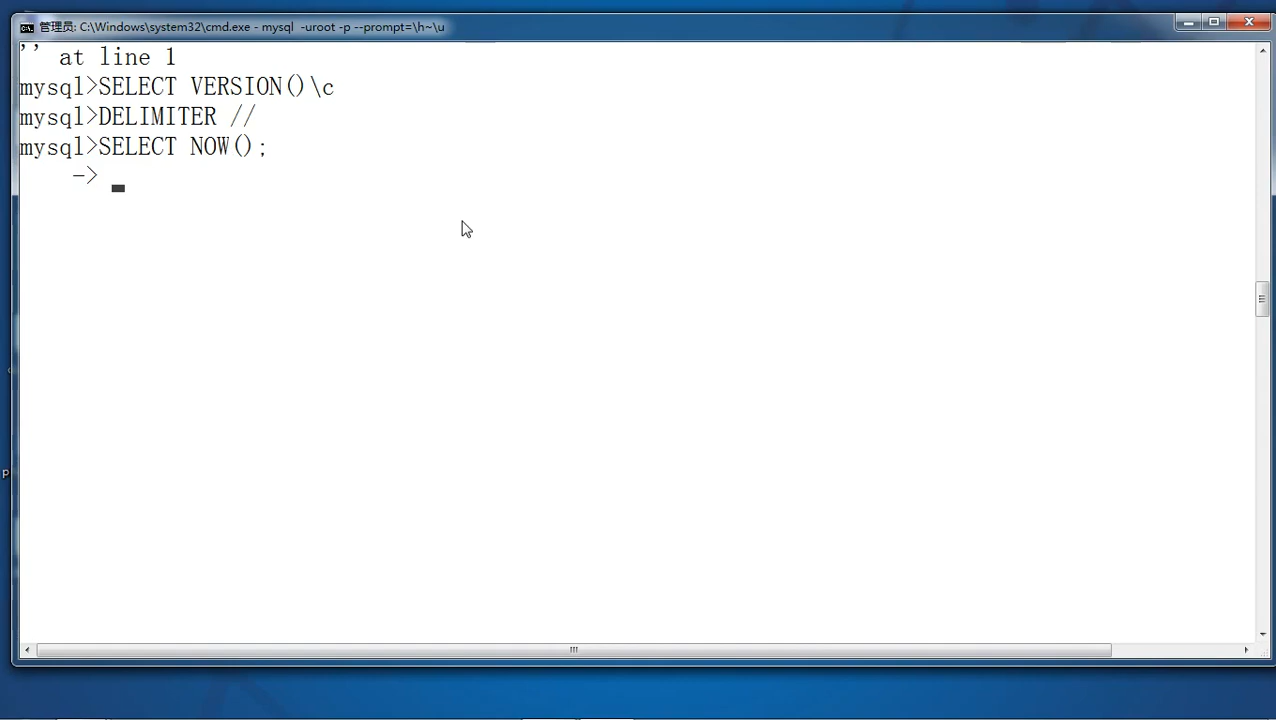 管理员: C:\Windows\system32\cmd.exe - mysql  -uroot -p --prompt=\h~\u
'' at line 1
mysql>SELECT VERSION()\c
mysql>DELIMITER //
mysql>SELECT NOW();
    ->
p